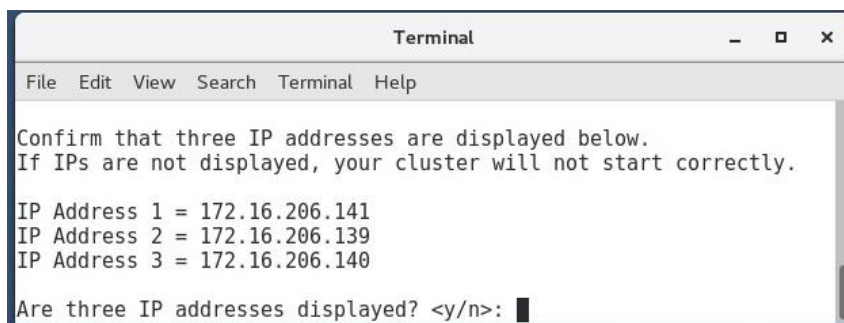 Terminal
File Edit View Search Terminal Help
Confirm that three IP addresses are displayed below.
If IPs are not displayed, your cluster will not start correctly.
IP Address 1 = 172.16.206.141
IP Address 2 = 172.16.206.139
IP Address 3 = 172.16.206.140
Are three IP addresses displayed? <y/n>: